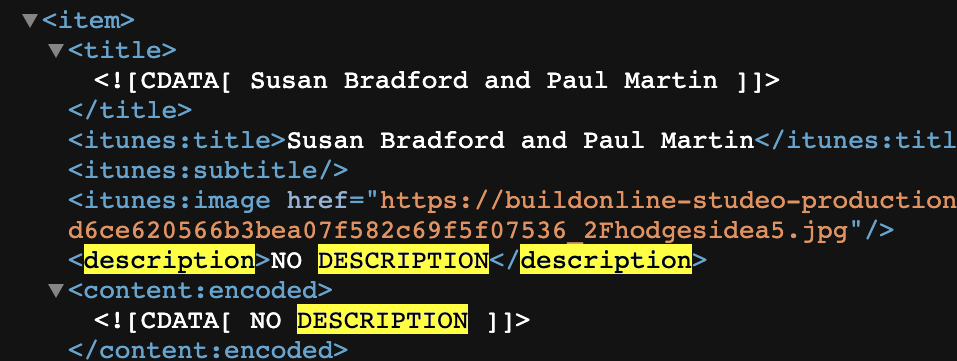 <item>
<title>
<![CDATA[ Susan Bradford and Paul Martin ]]>
</title>
<itunes:title>Susan Bradford and Paul Martin</itunes:titl
<itunes:subtitle/>
<itunes:image href="https://buildonline-studeo-production
d6ce620566b3bea07f582c69f5f07536_2Fhodgesidea5.jpg"/>
<description>NO DESCRIPTION</description>
<content:encoded>
<![CDATA[ NO DESCRIPTION ]]>
</content:encoded>